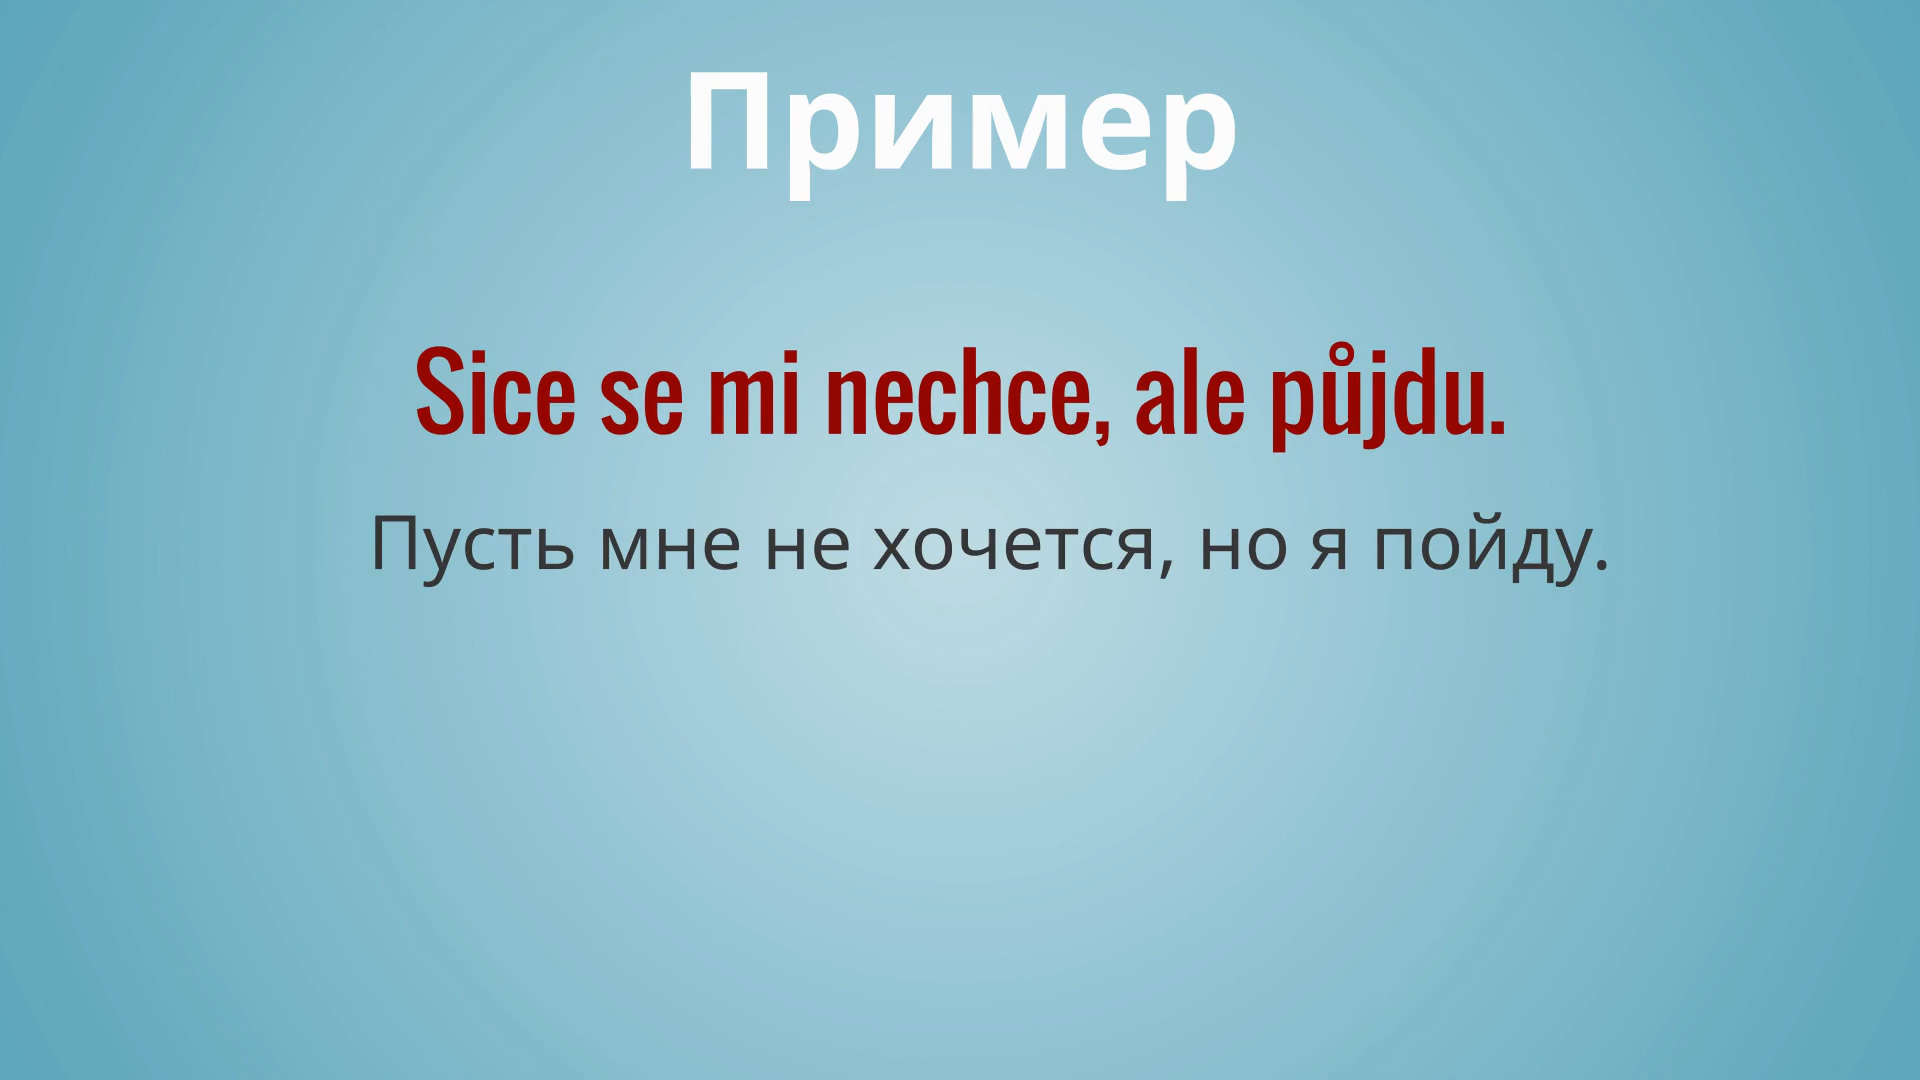 Пример
Sice se mi nechce, ale půjdu.
Пусть мне не хочется, но я пойду.